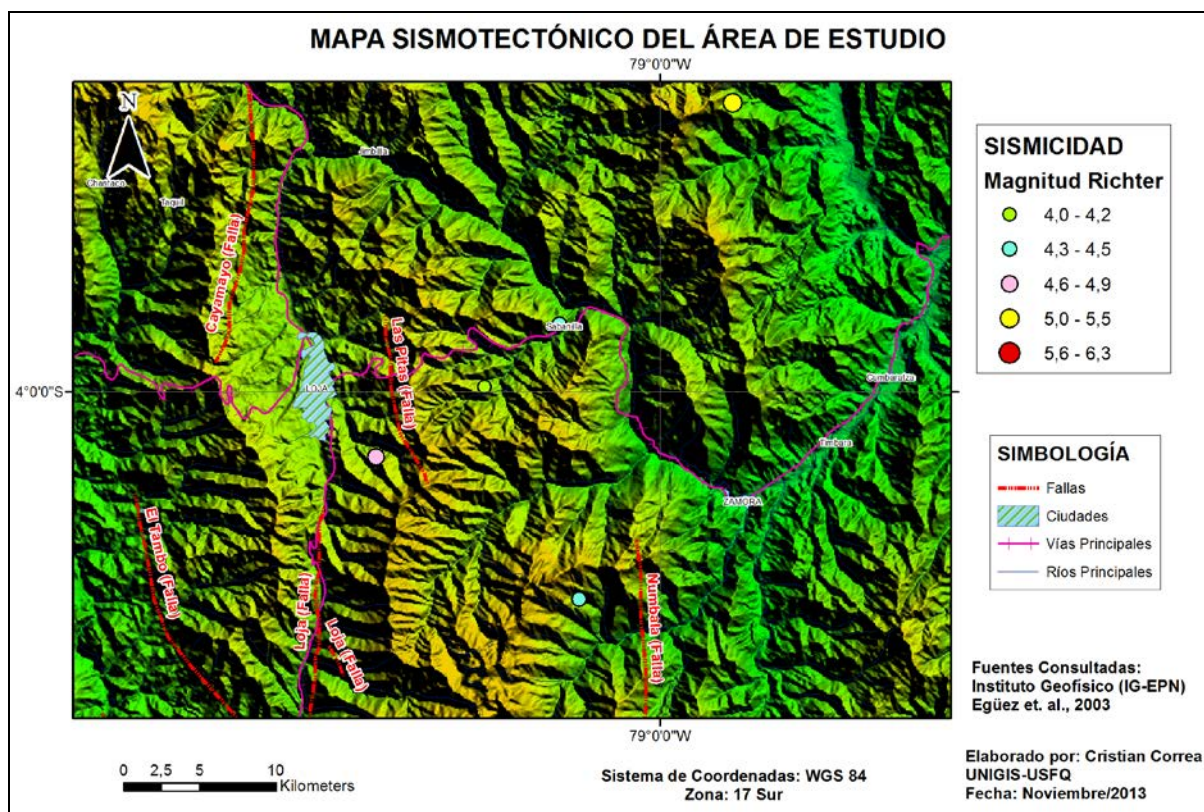 MAPA SISMOTECTÓNICO DEL ÁREA DE ESTUDIO
79°0'0"W
N
Jimbilla
Chantaco
Taquil
Cayamayo (Falla)
Las Pitas (Falla)
Sabanilla
4°0'0"S
LOJA
Cumbaratza
Timbara
ZAMORA
El Tambo (Falla)
Loja (Falla)
Loja (Falla)
Numbala (Falla)
79°0'0"W
SISMICIDAD
Magnitud Richter
4,0 - 4,2
4,3 - 4,5
4,6 - 4,9
5,0 - 5,5
5,6 - 6,3
SIMBOLOGÍA
Fallas
Ciudades
Vías Principales
Ríos Principales
Fuentes Consultadas:
Instituto Geofísico (IG-EPN)
Egüez et. al., 2003
0 2,5 5 10
Kilometers
Sistema de Coordenadas: WGS 84
Zona: 17 Sur
Elaborado por: Cristian Correa
UNIGIS-USFQ
Fecha: Noviembre/2013